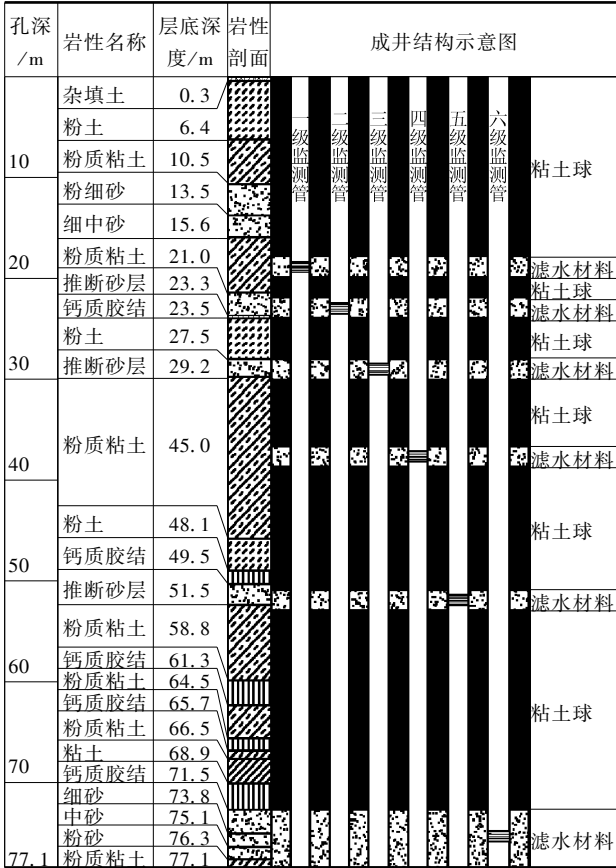 孔深/m 岩性名称 层底深度/m 岩性剖面 成井结构示意图
一级监测管 二级监测管 三级监测管 四级监测管 五级监测管 六级监测管
杂填土 0.3
粉土 6.4
粉质粘土 10.5
粉细砂 13.5
细中砂 15.6
粉质粘土 21.0
推断砂层 23.3
钙质胶结 23.5
粉土 27.5
推断砂层 29.2
粉质粘土 45.0
粉土 48.1
钙质胶结 49.5
推断砂层 51.5
粉质粘土 58.8
钙质胶结 61.3
粉质粘土 64.5
钙质胶结 65.7
粉质粘土 66.5
粘土 68.9
钙质胶结 71.5
细砂 73.8
中砂 75.1
粉砂 76.3
粉质粘土 77.1
10
20
30
40
50
60
70
77.1
粘土球
滤水材料
粘土球
滤水材料
粘土球
滤水材料
粘土球
滤水材料
粘土球
滤水材料
粘土球
滤水材料